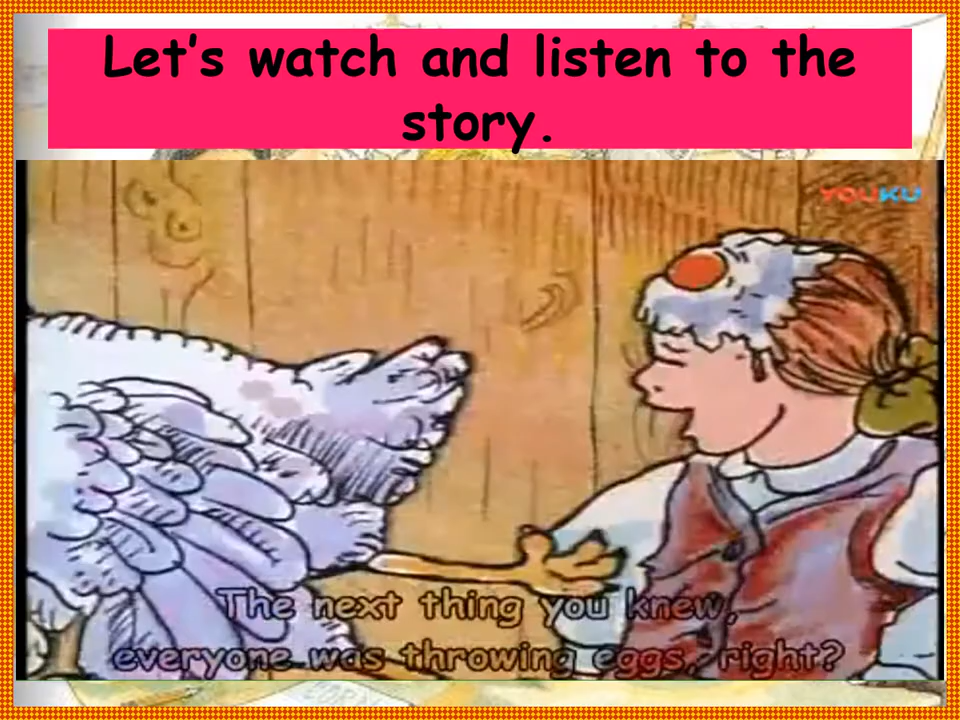 Let's watch and listen to the
story.
YOUKU
The next thing you knew,
everyone was throwing eggs, right?